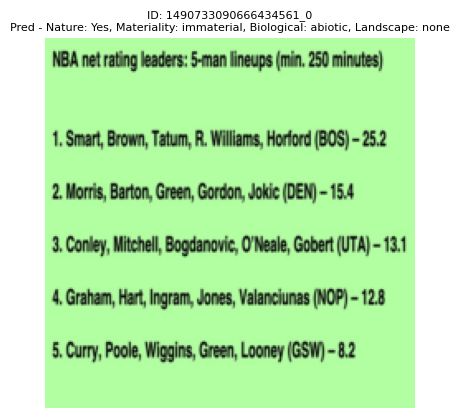 ID: 1490733090666434561_0
Pred - Nature: Yes, Materiality: immaterial, Biological: abiotic, Landscape: none
NBA net rating leaders: 5-man lineups (min. 250 minutes)
1. Smart, Brown, Tatum, R. Williams, Horford (BOS) – 25.2
2. Morris, Barton, Green, Gordon, Jokic (DEN) – 15.4
3. Conley, Mitchell, Bogdanovic, O'Neale, Gobert (UTA) – 13.1
4. Graham, Hart, Ingram, Jones, Valanciunas (NOP) – 12.8
5. Curry, Poole, Wiggins, Green, Looney (GSW) – 8.2